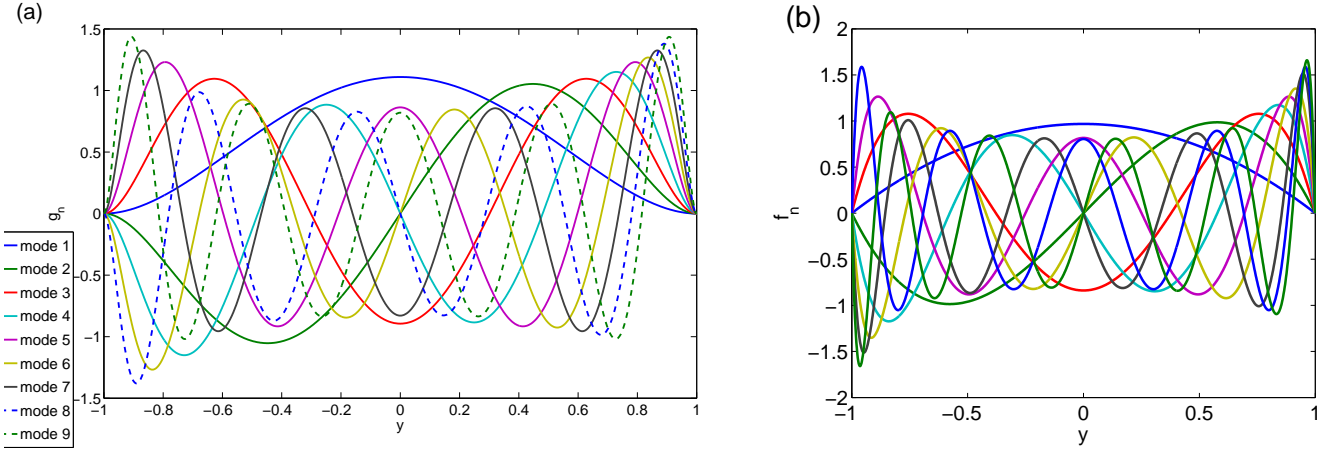 (a)
1.5
1
0.5
0
−0.5
−1
−1.5
g_n
−1 −0.8 −0.6 −0.4 −0.2 0 0.2 0.4 0.6 0.8 1
y
mode 1
mode 2
mode 3
mode 4
mode 5
mode 6
mode 7
mode 8
mode 9
(b)
2
1.5
1
0.5
0
−0.5
−1
−1.5
−2
f_n
−1 −0.5 0 0.5 1
y